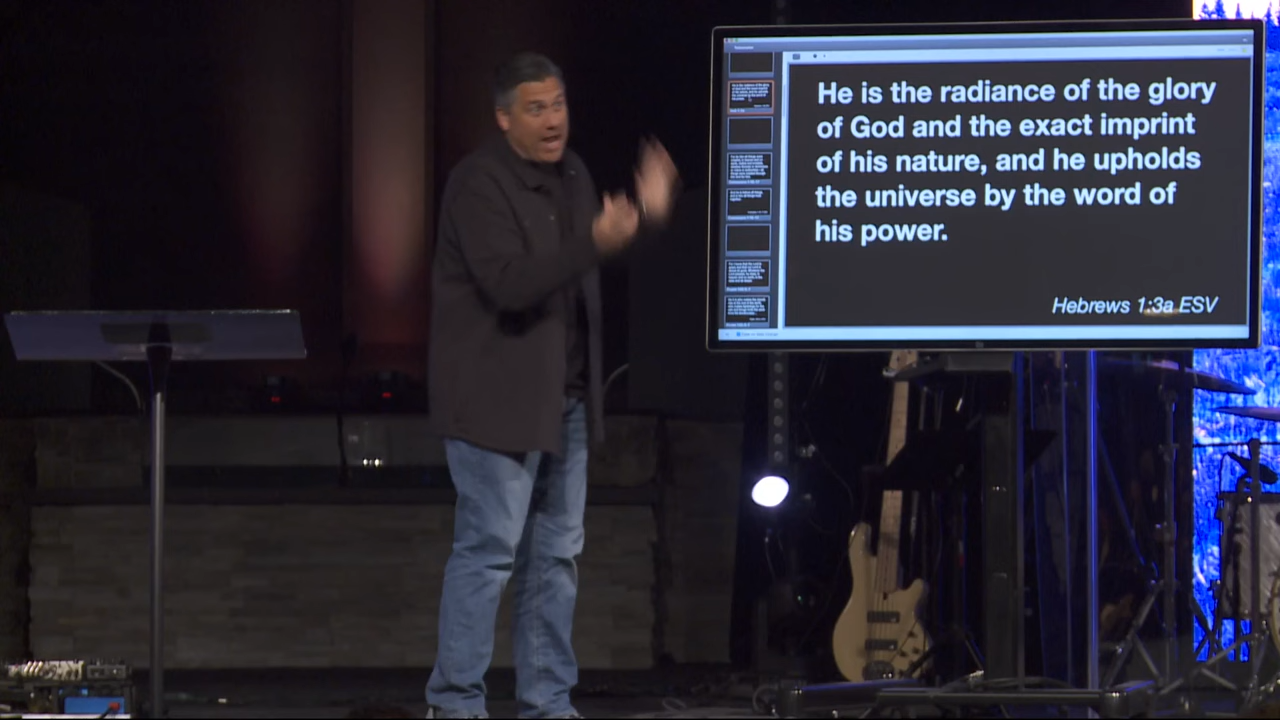 He is the radiance of the glory
of God and the exact imprint
of his nature, and he upholds
the universe by the word of
his power.
Hebrews 1:3a ESV